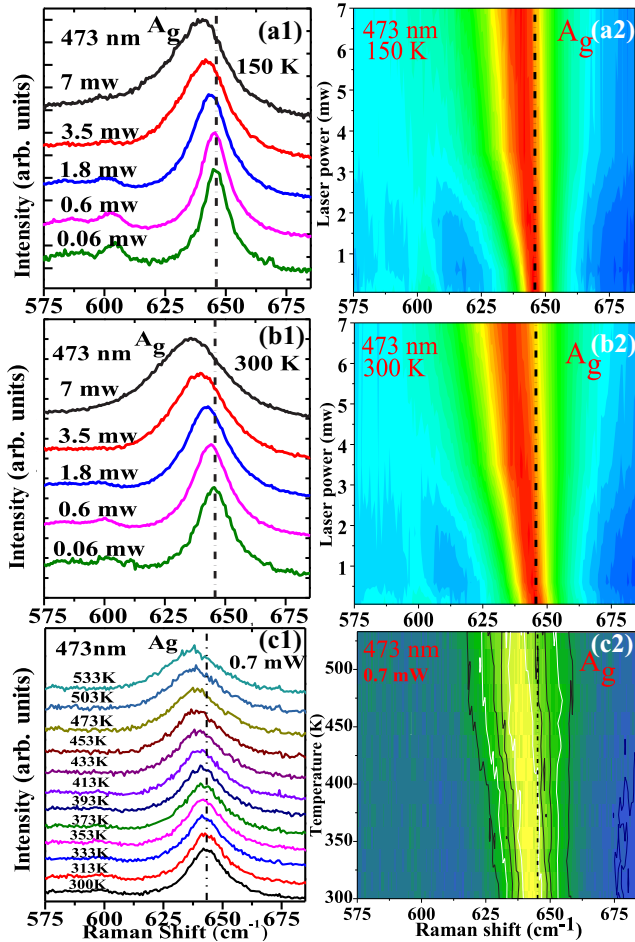 473 nm
Ag
(a1)
150 K
7 mw
3.5 mw
1.8 mw
0.6 mw
0.06 mw
Intensity (arb. units)
575 600 625 650 675
473 nm
150 K
Ag
(a2)
Laser power (mw)
7
6
5
4
3
2
1
575 600 625 650 675
473 nm
Ag
(b1)
300 K
7 mw
3.5 mw
1.8 mw
0.6 mw
0.06 mw
Intensity (arb. units)
575 600 625 650 675
473 nm
300 K
Ag
(b2)
Laser power (mw)
7
6
5
4
3
2
1
575 600 625 650 675
473nm
Ag
(c1)
0.7 mW
533K
503K
473K
453K
433K
413K
393K
373K
353K
333K
313K
300K
Intensity (arb. units)
575 600 625 650 675
Raman Shift (cm-1)
473 nm
0.7 mW
Ag
(c2)
Temperature (K)
500
450
400
350
300
575 600 625 650 675
Raman shift (cm-1)